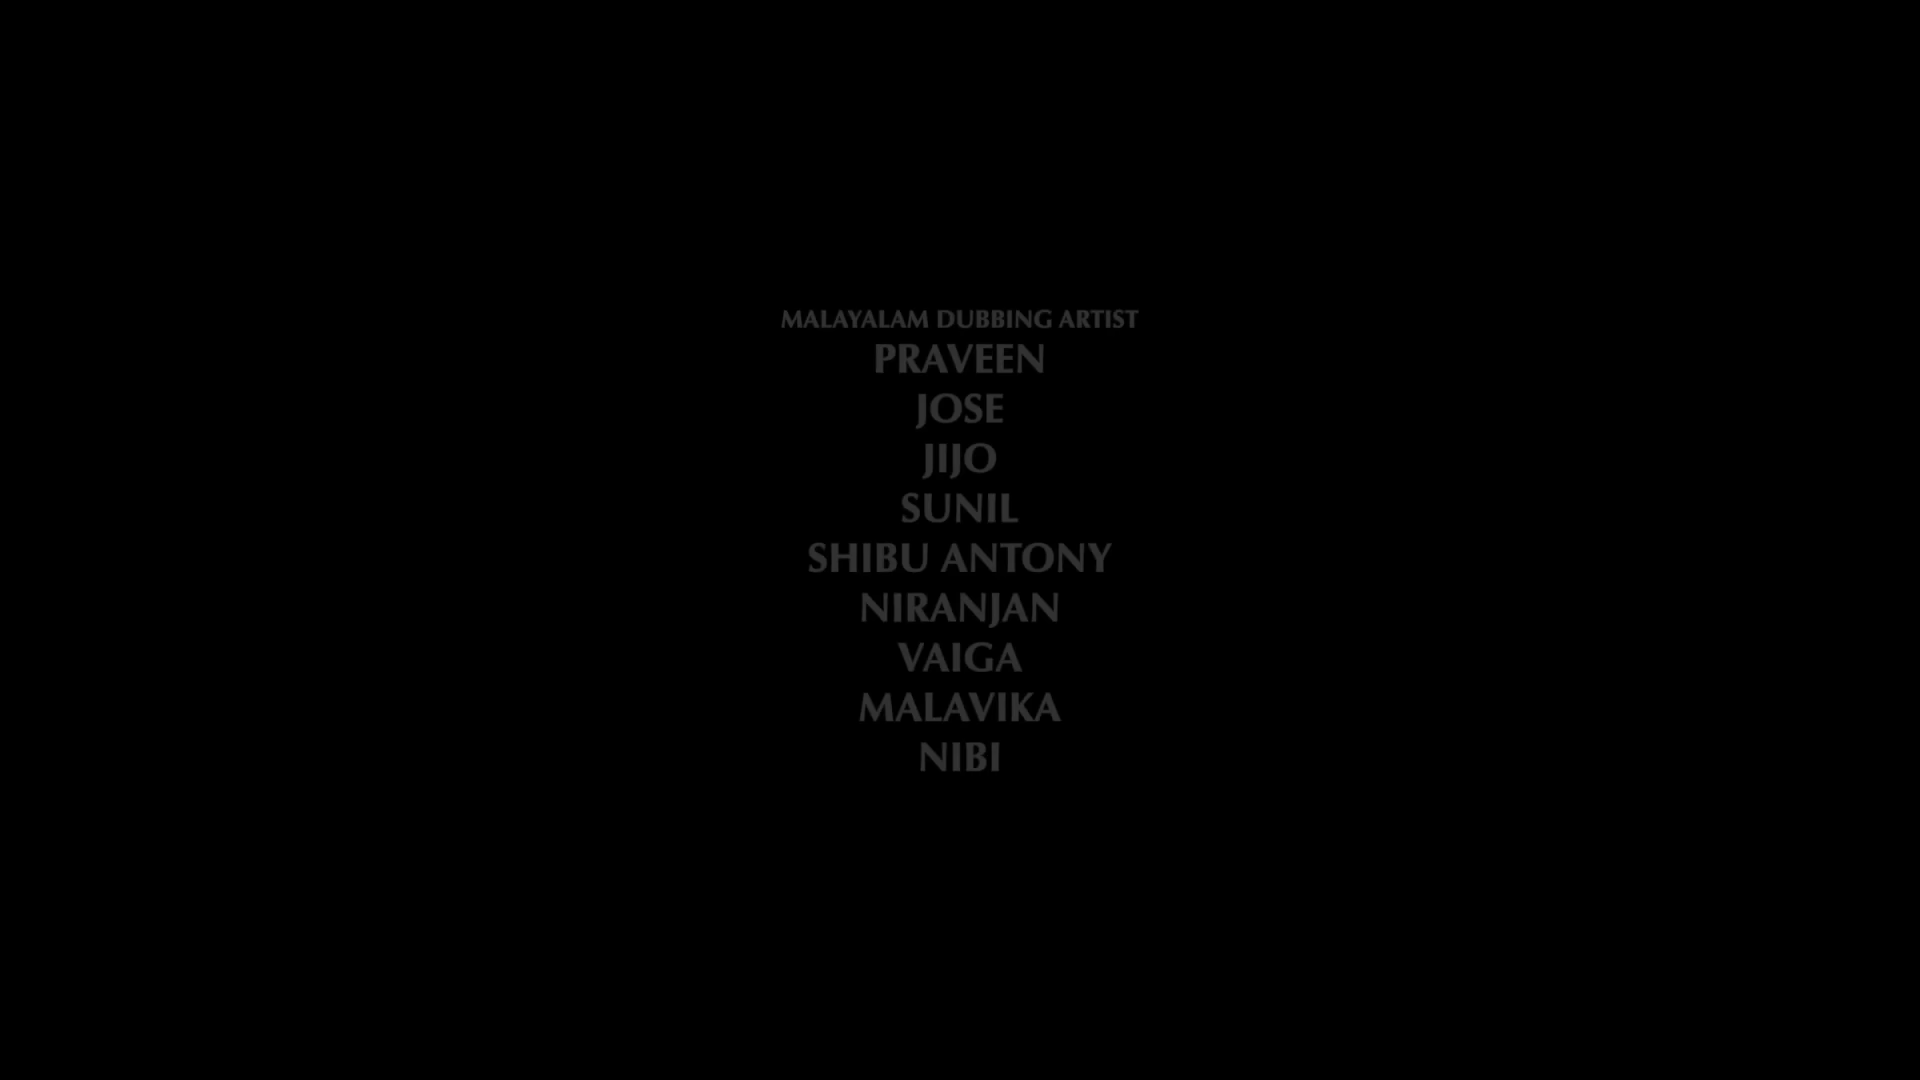 MALAYALAM DUBBING ARTIST
PRAVEEN
JOSE
JIJO
SUNIL
SHIBU ANTONY
NIRANJAN
VAIGA
MALAVIKA
NIBI